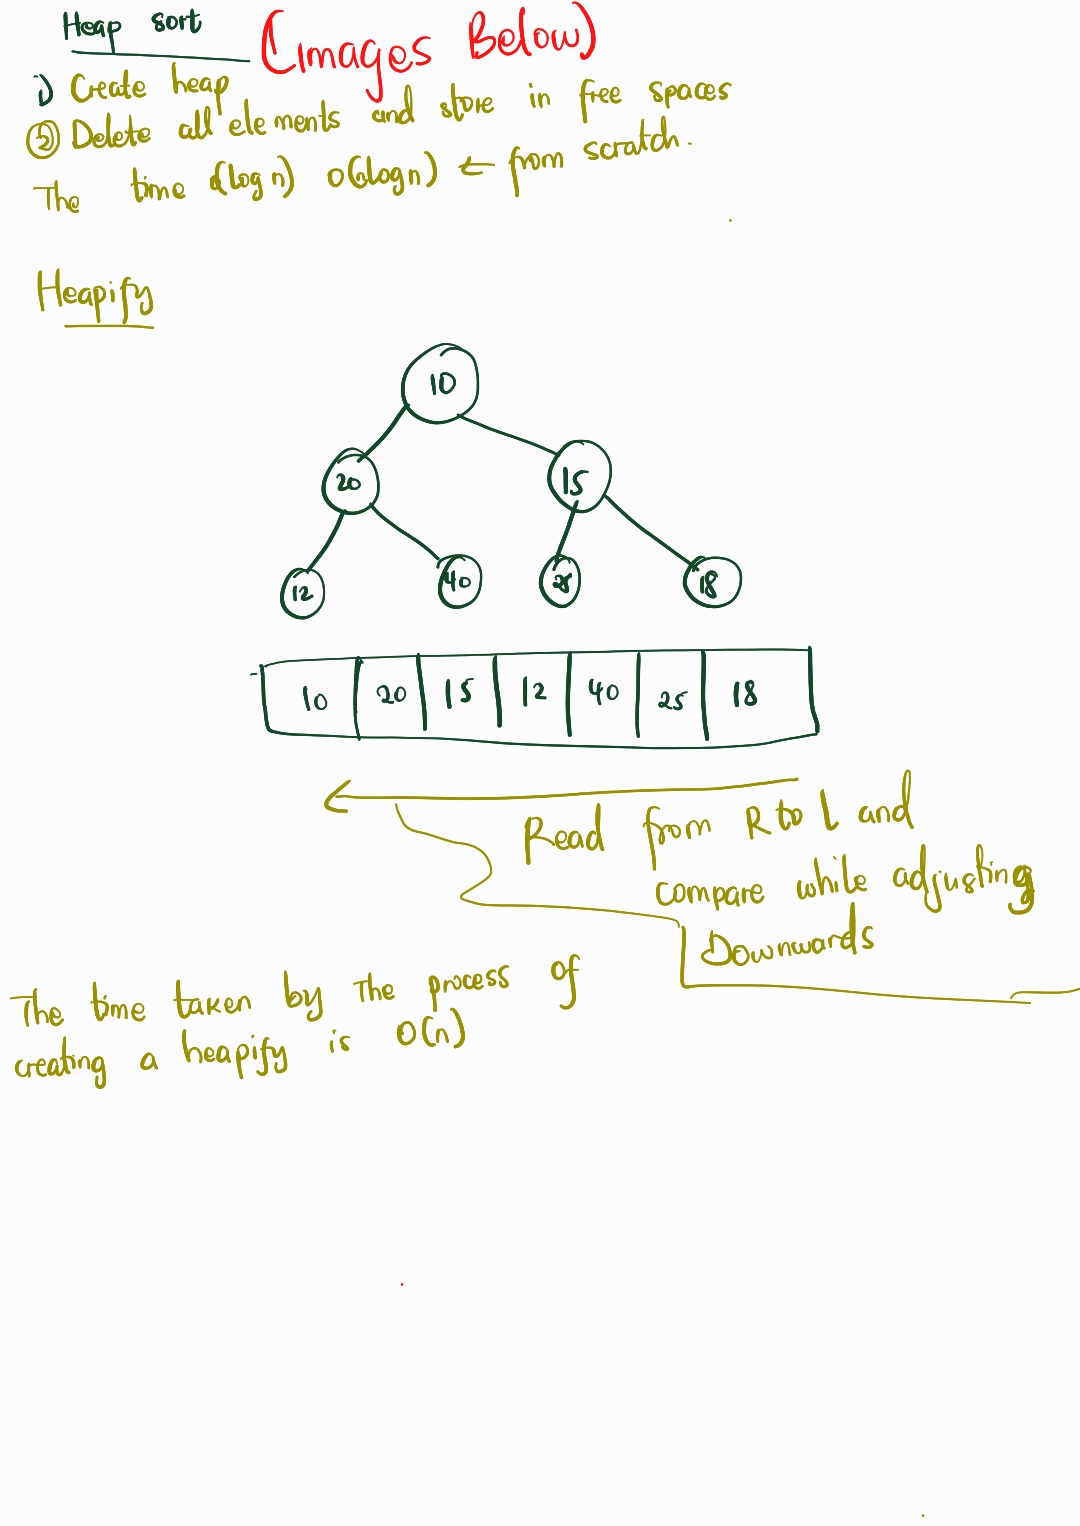 Heap sort (Images Below)
1) Create heap
② Delete all elements and store in free spaces
The time O(log n) O(nlogn) ← from scratch.
Heapify
10
20 15
12 40 25 18
10 20 15 12 40 25 18
Read from R to L and
compare while adjusting
Downwards
The time taken by the process of
creating a heapify is O(n)